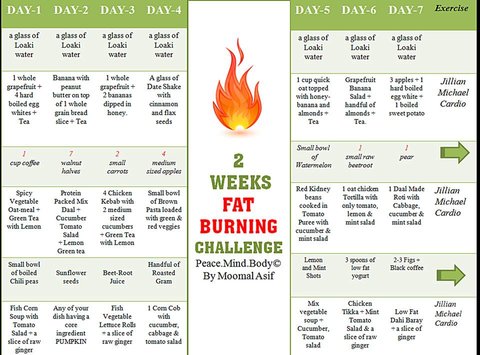 DAY-1
DAY-2
DAY-3
DAY-4
a glass of
Loaki
water
a glass of
Loaki
water
a glass of
Loaki
water
a glass of
Loaki
water
1 whole
grapefruit +
4 hard
boiled egg
whites +
Tea
Banana with
peanut
butter on top
of 1 whole
grain bread
slice + Tea
1 whole
grapefruit +
2 bananas
dipped in
honey.
A glass of
Date Shake
with
cinnamon
and flax
seeds
1
cup coffee
7
walnut
halves
2
small
carrots
4
medium
sized apples
Spicy
Vegetable
Oat-meal +
Green Tea
with Lemon
Protein
Packed Mix
Daal +
Cucumber
Tomato
Salad
+ Lemon
Green tea
4 Chicken
Kebab with
2 medium
sized
cucumbers
+ Green Tea
with Lemon
Small bowl
of Brown
Pasta loaded
with green &
red veggies
Small bowl
of boiled
Chili peas
Sunflower
seeds
Beet-Root
Juice
Handful of
Roasted
Gram
Fish Corn
Soup with
Tomato
Salad + a
slice of raw
ginger
Any of your
dish having a
core
ingredient
PUMPKIN
Fish
Vegetable
Lettuce Rolls
+ a slice of
raw ginger
1 Corn Cob
with
cucumber,
cabbage &
tomato salad
2
WEEKS
FAT
BURNING
CHALLENGE
Peace.Mind.Body©
By Moomal Asif
DAY-5
DAY-6
DAY-7
Exercise
a glass of
Loaki
water
a glass of
Loaki
water
a glass of
Loaki
water
1 cup quick
oat topped
with honey-
banana and
almonds +
Tea
Grapefruit
Banana
Salad +
handful of
almonds +
Tea.
3 apples + 1
hard boiled
egg white +
1 boiled
sweet potato
Jillian
Michael
Cardio
Small bowl
of
Watermelon
1
small raw
beetroot
1
pear
Red Kidney
beans
cooked in
Tomato
Puree with
cucumber &
mint salad
1 oat chicken
Tortilla with
only tomato,
lemon &
mint salad
1 Daal Made
Roti with
Cabbage,
cucumber &
mint salad
Jillian
Michael
Cardio
Lemon
and Mint
Shots
3 spoons of
low fat
yogurt
2-3 Figs +
Black coffee
Mix
vegetable
soup +
Cucumber,
Tomato
salad
Chicken
Tikka + Mint
Tomato
Salad & a
slice of raw
ginger
Low Fat
Dahi Baray
+ a slice of
ginger
Jillian
Michael
Cardio